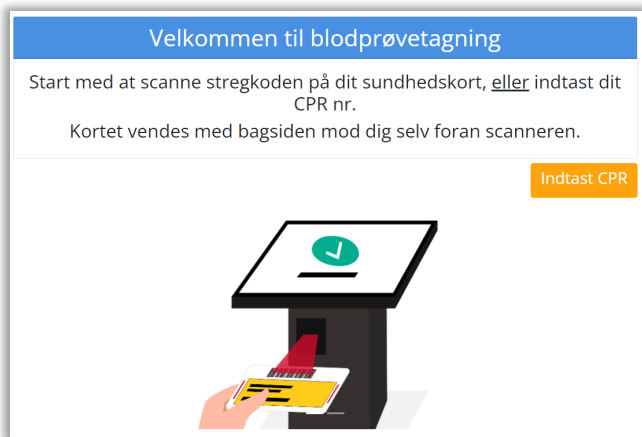 Velkommen til blodprøvetagning
Start med at scanne stregkoden på dit sundhedskort, eller indtast dit
CPR nr.
Kortet vendes med bagsiden mod dig selv foran scanneren.
Indtast CPR